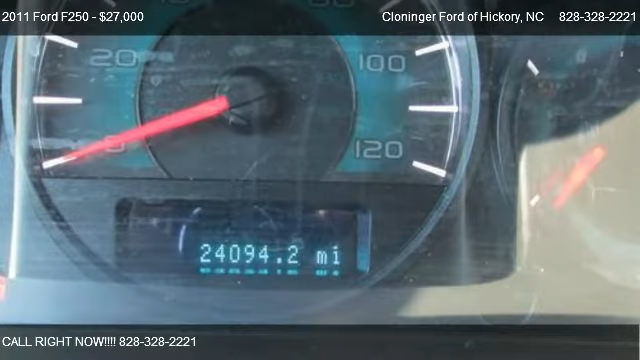 2011 Ford F250 - $27,000
Cloninger Ford of Hickory, NC 828-328-2221
20
100
120
24094.2 mi
CALL RIGHT NOW!!!! 828-328-2221